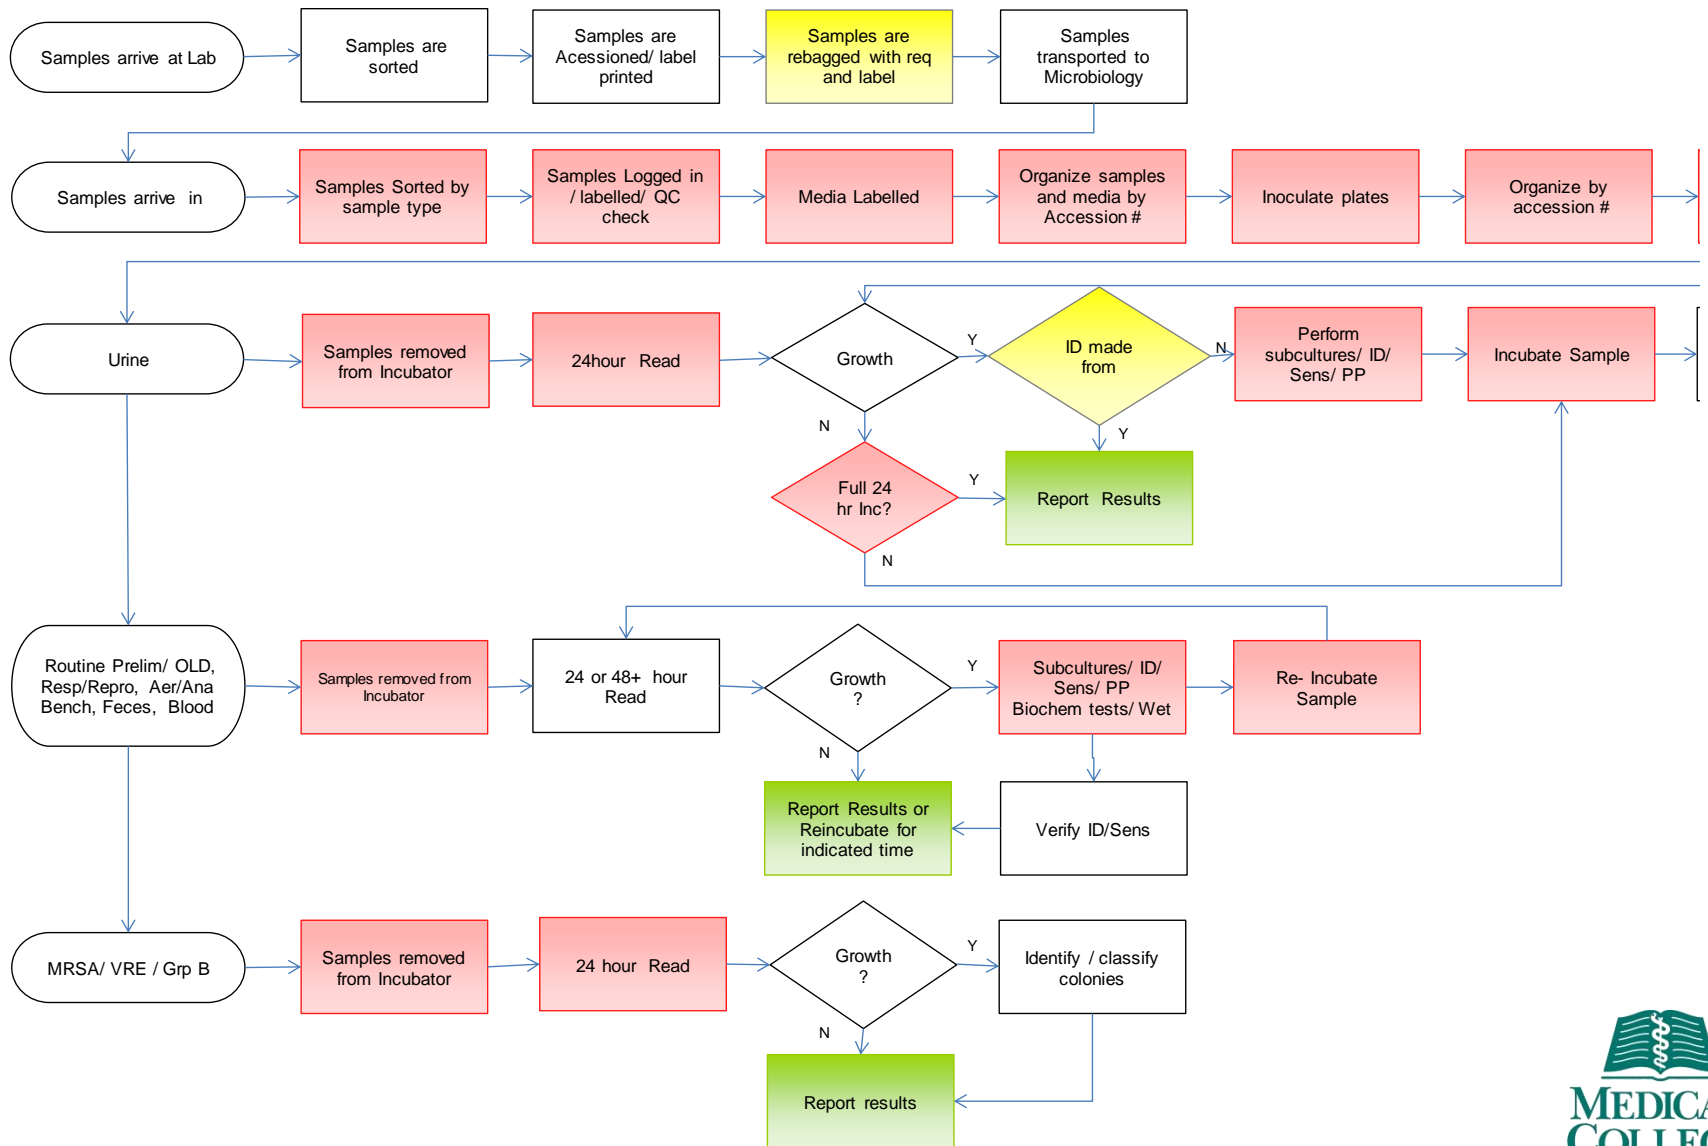 Samples arrive at Lab
Samples are
sorted
Samples are
Acessioned/ label
printed
Samples are
rebagged with req
and label
Samples
transported to
Microbiology
Samples arrive in
Samples Sorted by
sample type
Samples Logged in
/ labelled/ QC
check
Media Labelled
Organize samples
and media by
Accession #
Inoculate plates
Organize by
accession #
Urine
Samples removed
from Incubator
24hour Read
Growth
Y
ID made
from
N
Perform
subcultures/ ID/
Sens/ PP
Incubate Sample
N
Y
Full 24
hr Inc?
Y
Report Results
N
Routine Prelim/ OLD,
Resp/Repro, Aer/Ana
Bench, Feces, Blood
Samples removed from
Incubator
24 or 48+ hour
Read
Growth
?
Y
Subcultures/ ID/
Sens/ PP
Biochem tests/ Wet
Re- Incubate
Sample
N
Report Results or
Reincubate for
indicated time
Verify ID/Sens
MRSA/ VRE / Grp B
Samples removed
from Incubator
24 hour Read
Growth
?
Y
Identify / classify
colonies
N
Report results
MEDICA
COLLEG